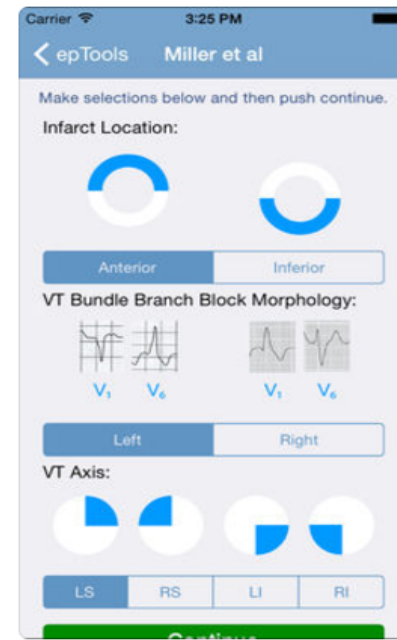 Carrier 3:25 PM
epTools Miller et al
Make selections below and then push continue.
Infarct Location:
Anterior Inferior
VT Bundle Branch Block Morphology:
V₁ V₆ V₁ V₆
Left Right
VT Axis:
LS RS LI RI
Continue